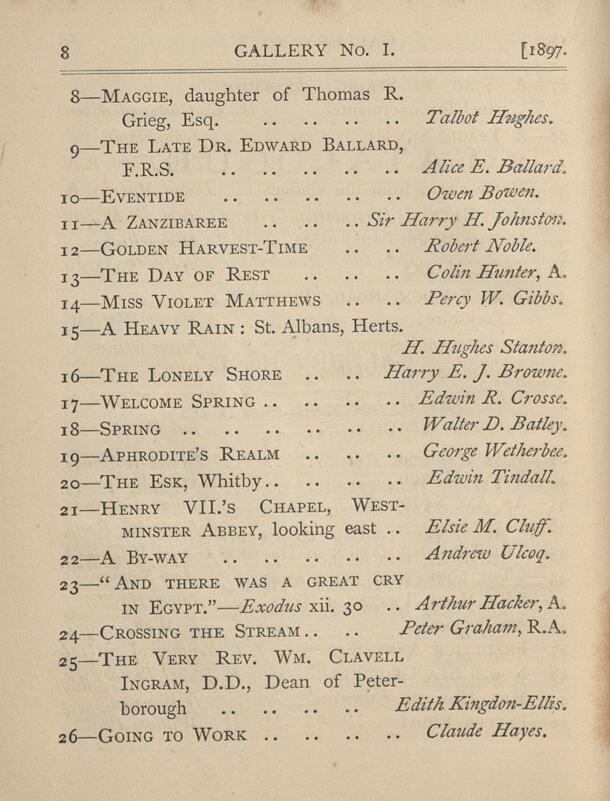 8 GALLERY No. I. [1897.
8—MAGGIE, daughter of Thomas R.
Grieg, Esq. .. .. .. .. Talbot Hughes.
9—THE LATE DR. EDWARD BALLARD,
F.R.S. .. .. .. .. .. Alice E. Ballard.
10—EVENTIDE .. .. .. .. .. Owen Bowen.
11—A ZANZIBAREE .. .. .. .. Sir Harry H. Johnston.
12—GOLDEN HARVEST-TIME .. .. Robert Noble.
13—THE DAY OF REST .. .. .. Colin Hunter, A.
14—MISS VIOLET MATTHEWS .. .. Percy W. Gibbs.
15—A HEAVY RAIN: St. Albans, Herts.
H. Hughes Stanton.
16—THE LONELY SHORE .. .. Harry E. J. Browne.
17—WELCOME SPRING .. .. .. .. Edwin R. Crosse.
18—SPRING .. .. .. .. .. .. Walter D. Batley.
19—APHRODITE'S REALM .. .. .. George Wetherbee.
20—THE ESK, Whitby.. .. .. .. Edwin Tindall.
21—HENRY VII.'S CHAPEL, WEST-
MINSTER ABBEY, looking east .. Elsie M. Cluff.
22—A BY-WAY .. .. .. .. .. Andrew Ulcoq.
23—“AND THERE WAS A GREAT CRY
IN EGYPT.”—Exodus xii. 30 .. Arthur Hacker, A.
24—CROSSING THE STREAM.. .. Peter Graham, R.A.
25—THE VERY REV. WM. CLAVELL
INGRAM, D.D., Dean of Peter-
borough .. .. .. .. Edith Kingdon-Ellis.
26—GOING TO WORK .. .. .. .. Claude Hayes.